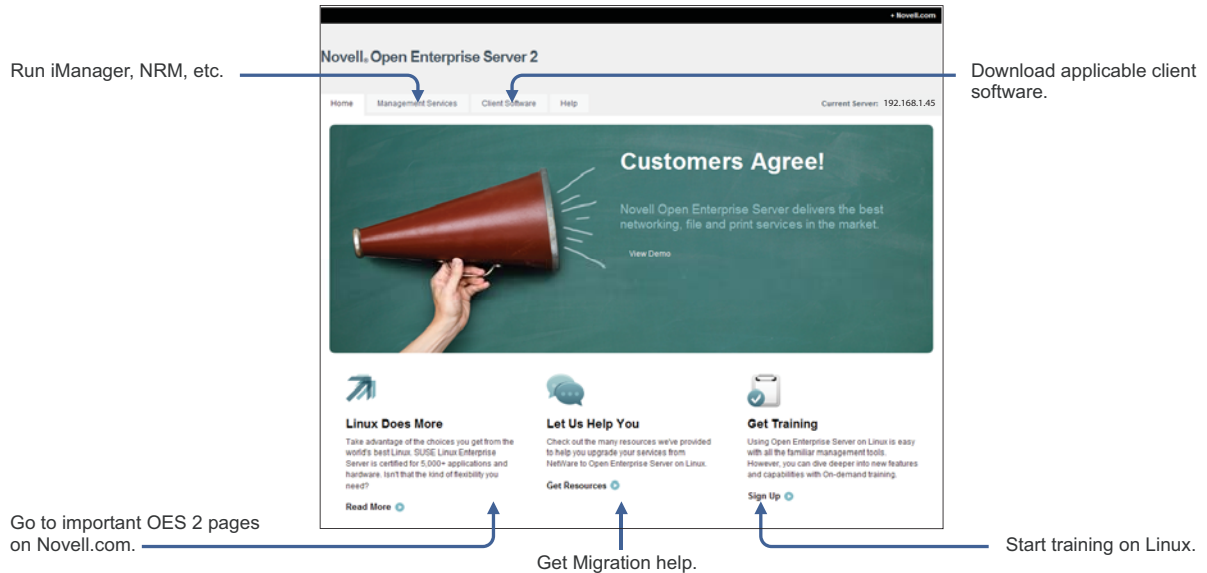 + Novell.com
Novell® Open Enterprise Server 2
Run iManager, NRM, etc.
Download applicable client
software.
Home Management Services Client Software Help Current Server: 192.168.1.45
Customers Agree!
Novell Open Enterprise Server delivers the best
networking, file and print services in the market.
View Demo
Linux Does More
Take advantage of the choices you get from the
world's best Linux. SUSE Linux Enterprise
Server is certified for 5,000+ applications and
hardware. Isn't that the kind of flexibility you
need?
Read More
Let Us Help You
Check out the many resources we've provided
to help you upgrade your services from
NetWare to Open Enterprise Server on Linux.
Get Resources
Get Training
Using Open Enterprise Server on Linux is easy
with all the familiar management tools.
However, you can dive deeper into new features
and capabilities with On-demand training.
Sign Up
Go to important OES 2 pages
on Novell.com.
Get Migration help.
Start training on Linux.